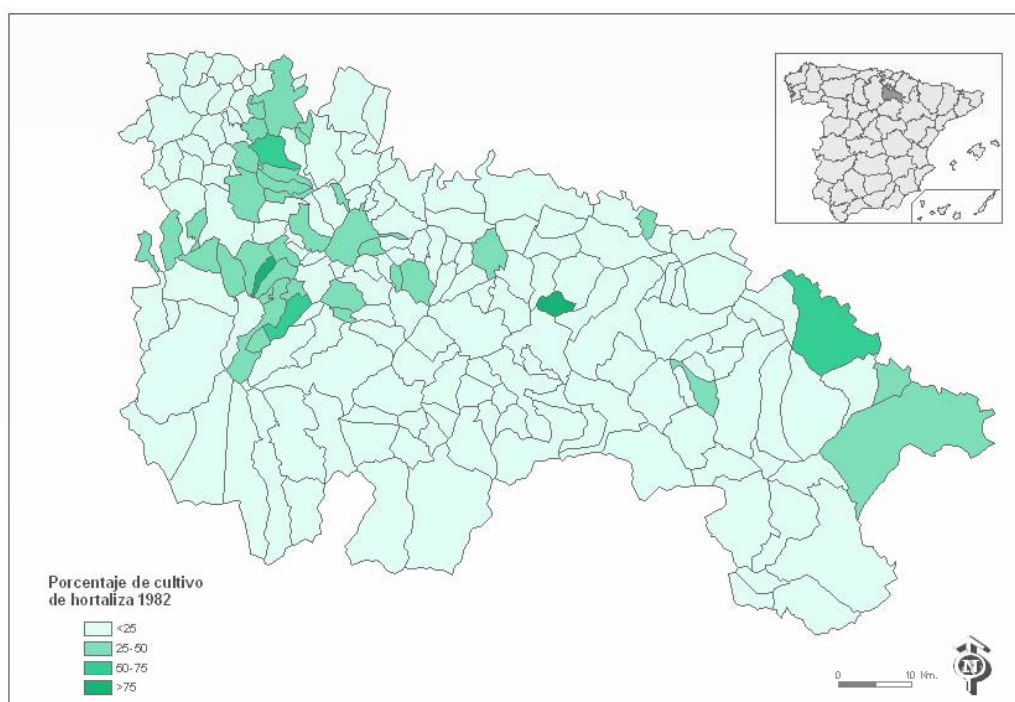 Porcentaje de cultivo
de hortaliza 1982
<25
25-50
50-75
>75
0 10 Km.
N